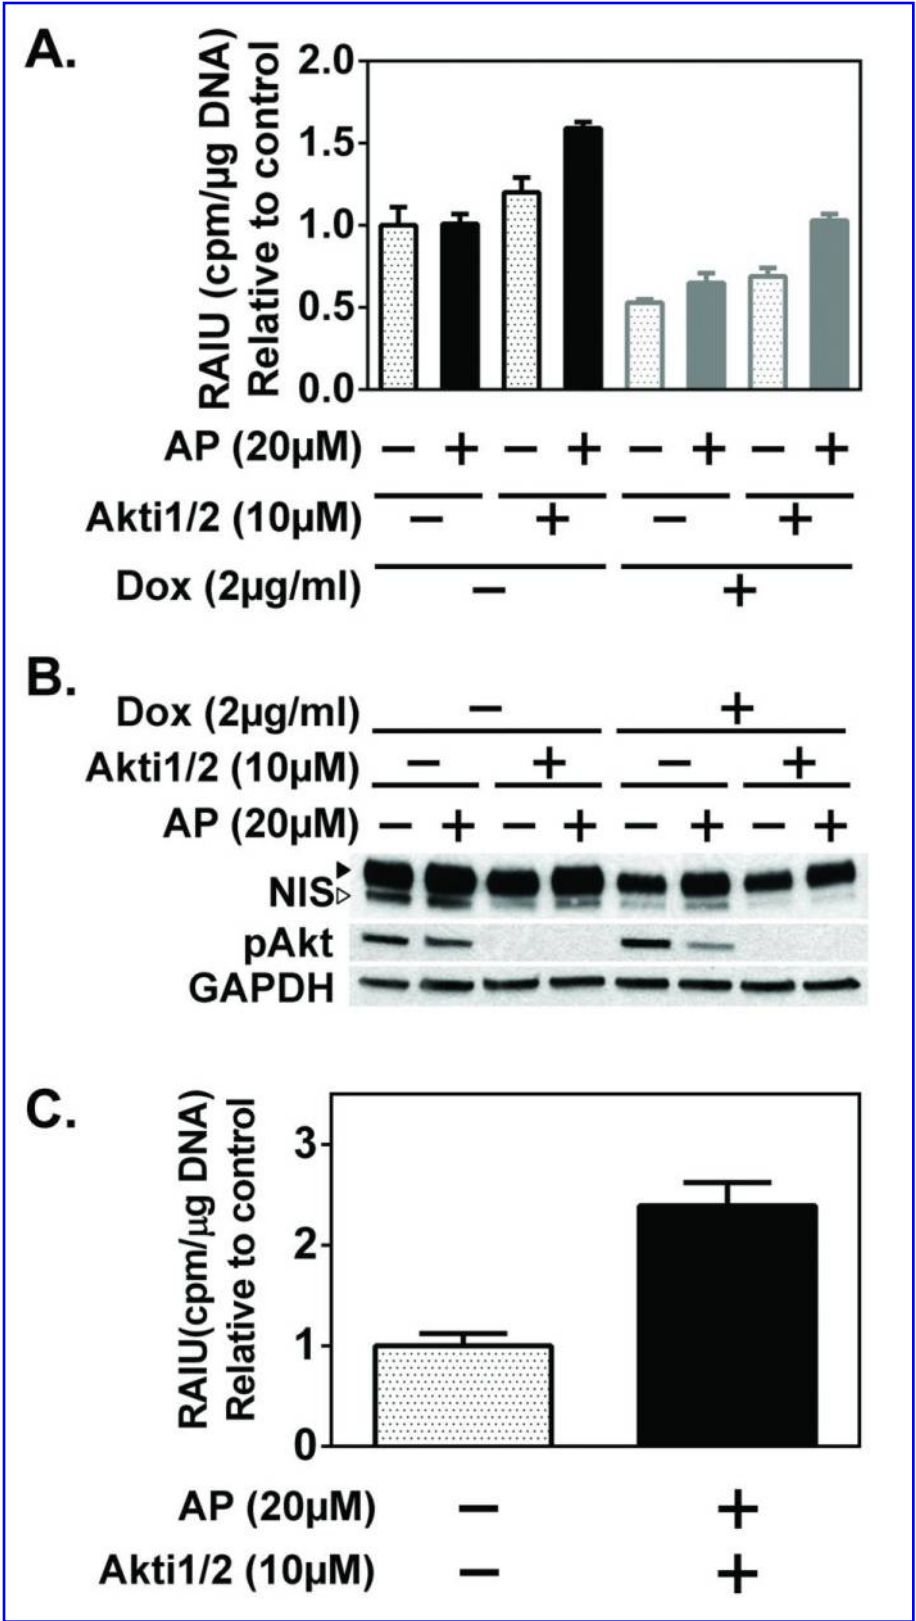 A.
RAIU (cpm/μg DNA)
Relative to control
2.0
1.5
1.0
0.5
0.0
AP (20μM) − + − + − + − +
Akti1/2 (10μM) − + − +
Dox (2μg/ml) − +
B.
Dox (2μg/ml) − +
Akti1/2 (10μM) − + − +
AP (20μM) − + − + − + − +
NIS
pAkt
GAPDH
C.
RAIU(cpm/μg DNA)
Relative to control
3
2
1
0
AP (20μM) − +
Akti1/2 (10μM) − +